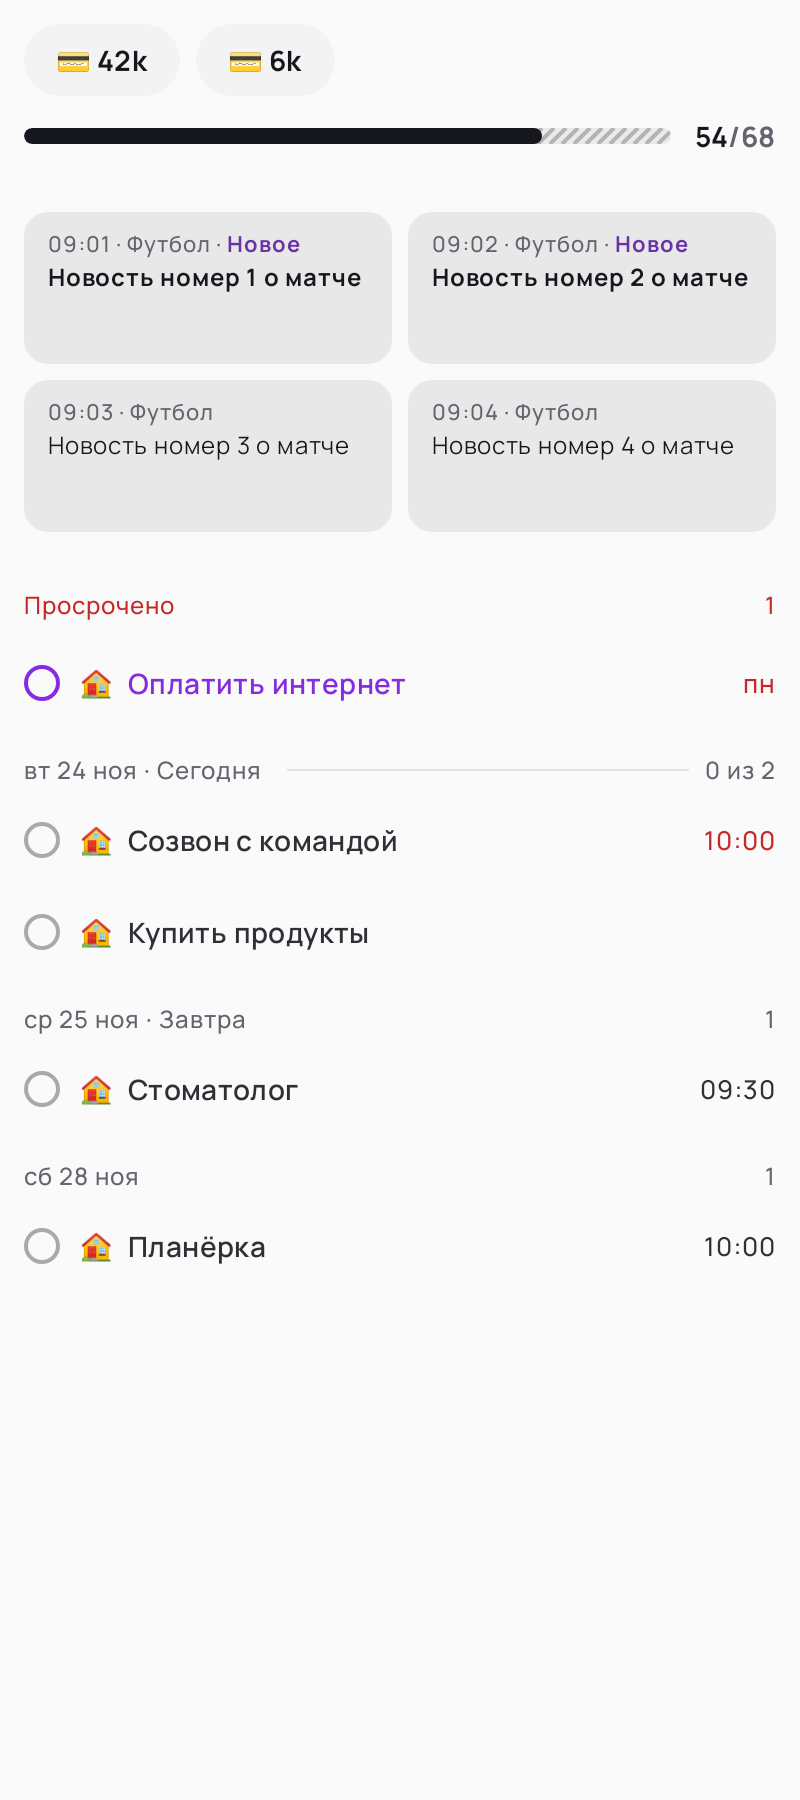 42k 6k
54/68
09:01 · Футбол · Новое
Новость номер 1 о матче
09:02 · Футбол · Новое
Новость номер 2 о матче
09:03 · Футбол
Новость номер 3 о матче
09:04 · Футбол
Новость номер 4 о матче
Просрочено 1
Оплатить интернет пн
вт 24 ноя · Сегодня 0 из 2
Созвон с командой 10:00
Купить продукты
ср 25 ноя · Завтра 1
Стоматолог 09:30
сб 28 ноя 1
Планёрка 10:00